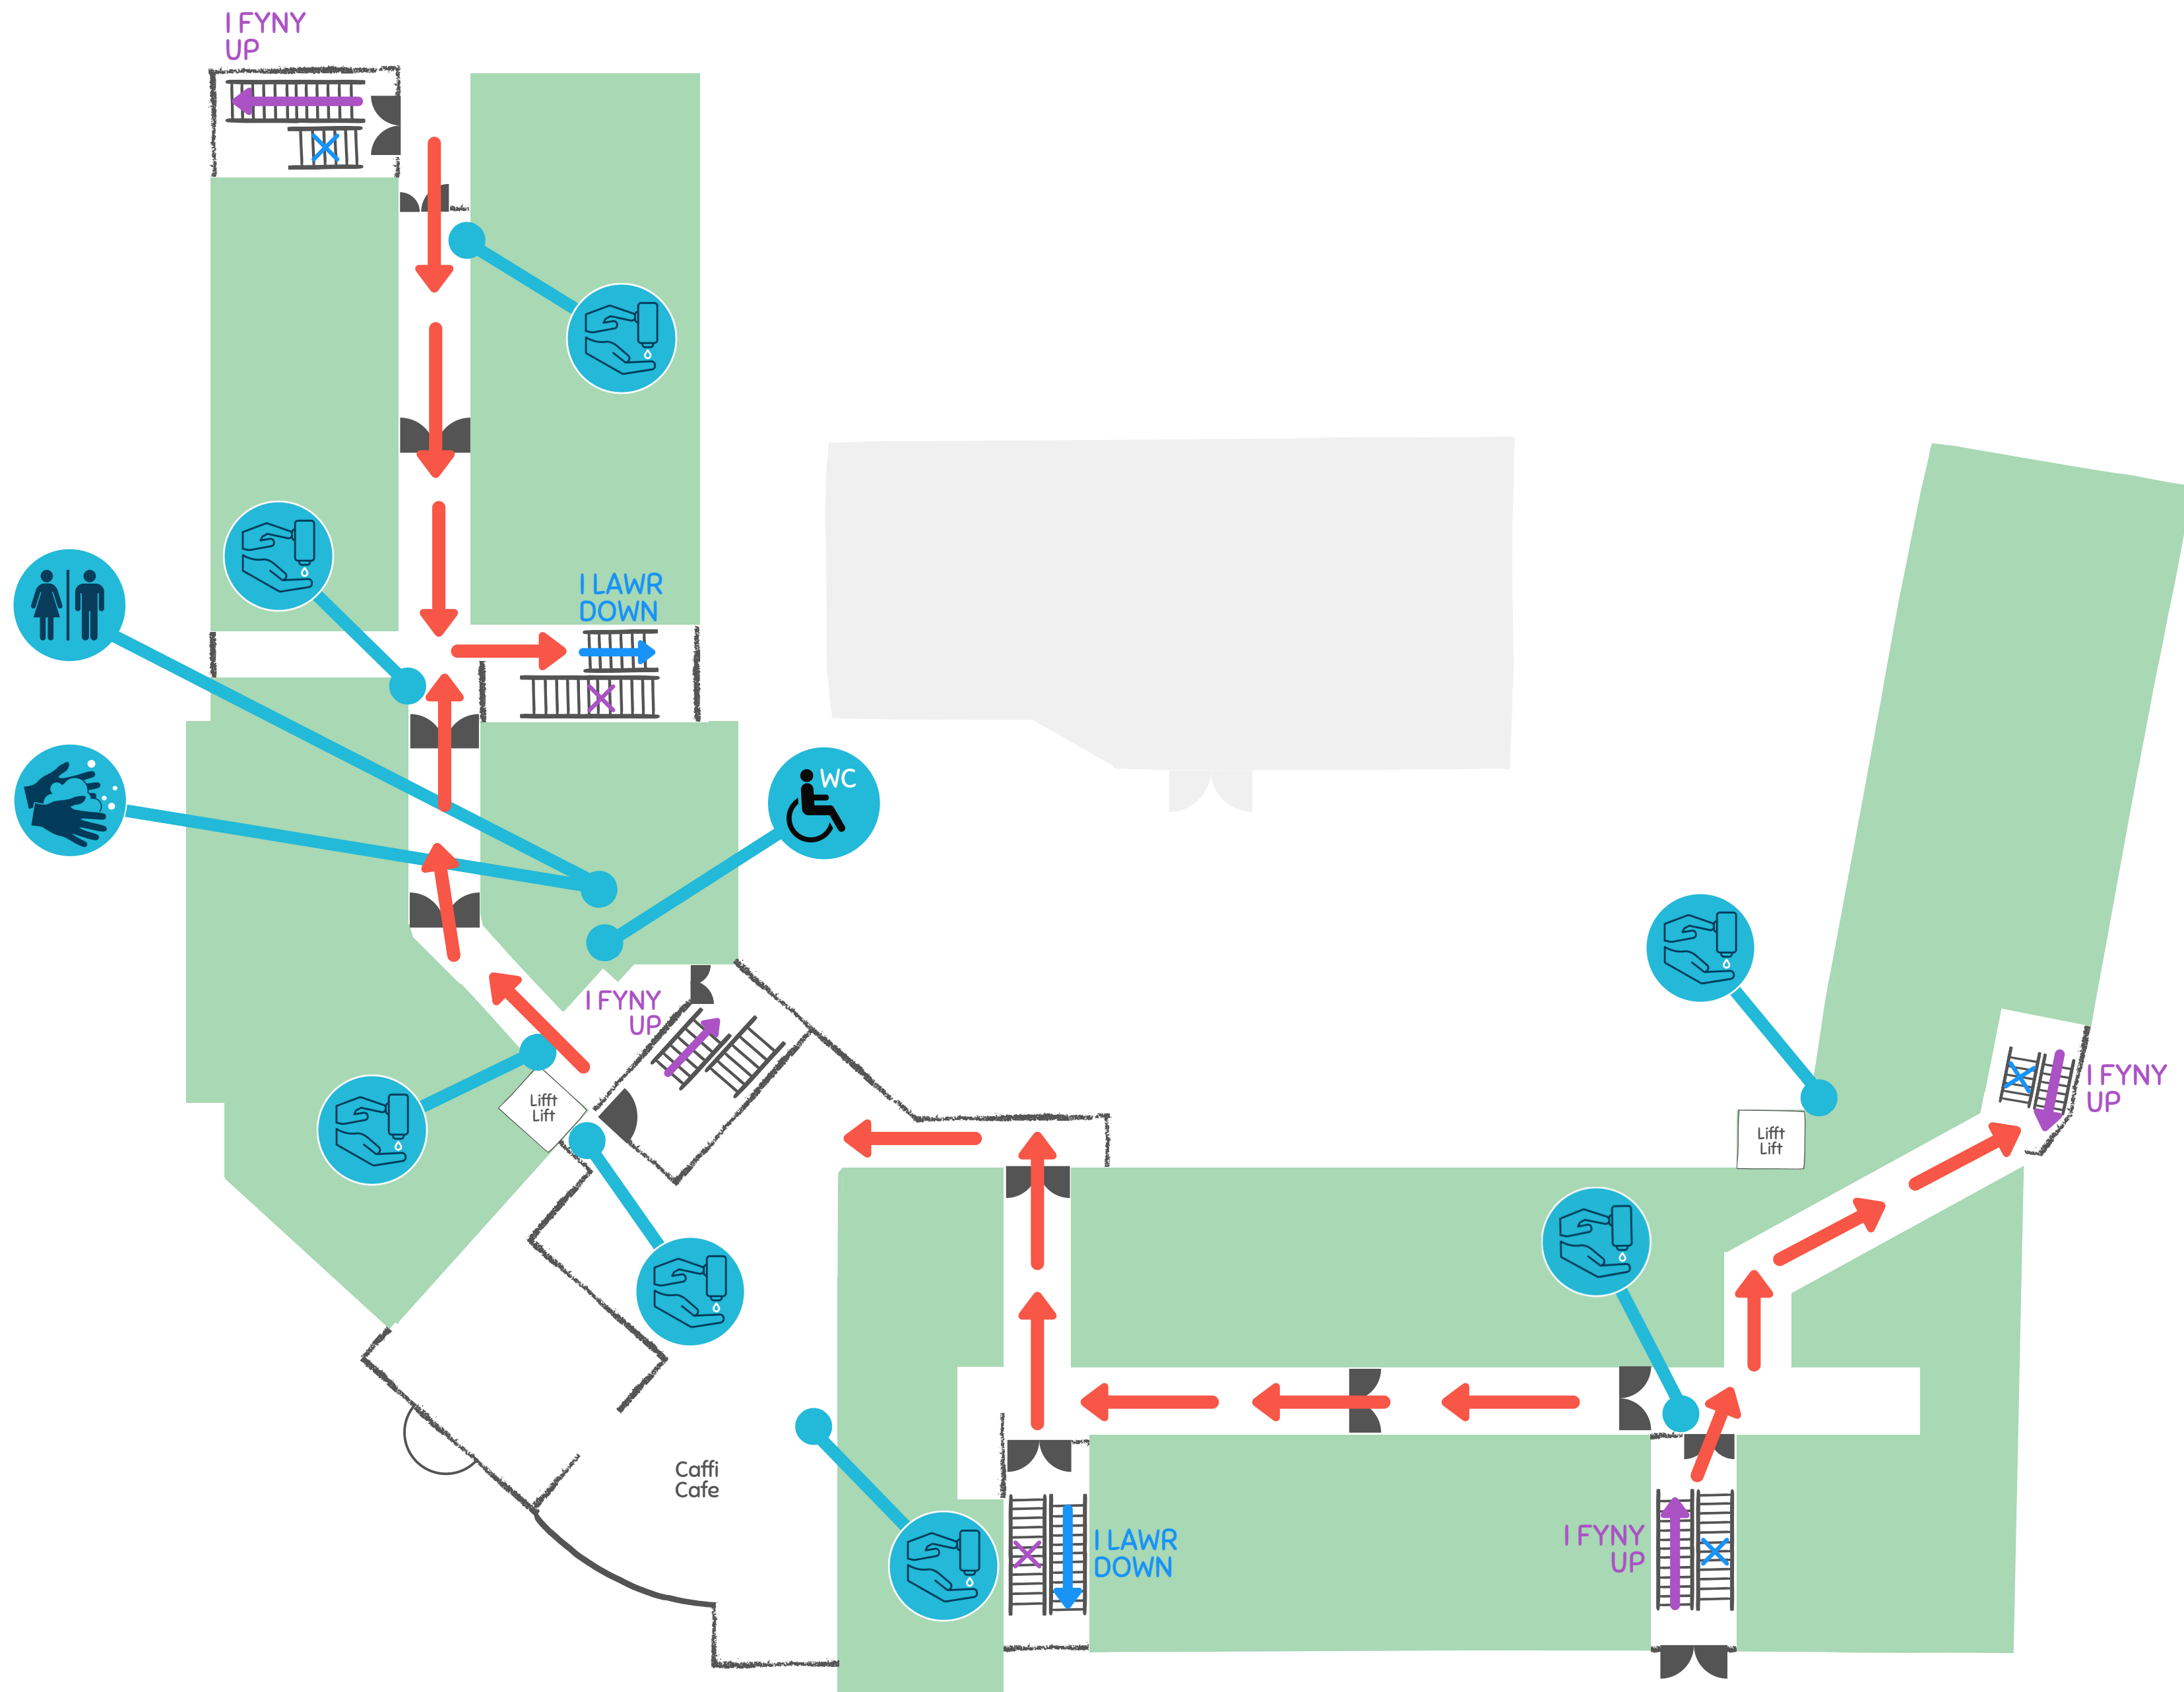 I FYNY
UP
I LAWR
DOWN
WC
I FYNY
UP
Lifft
Lift
I FYNY
UP
Lifft
Lift
Caffi
Cafe
I LAWR
DOWN
I FYNY
UP